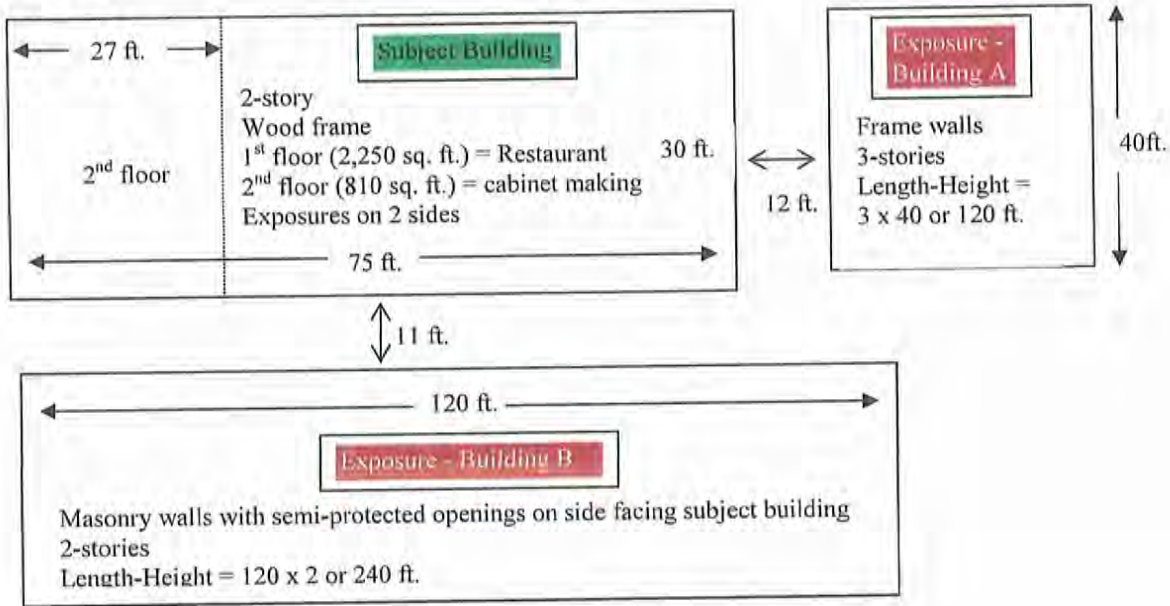 27 ft.
Subject Building
2-story
Wood frame
1st floor (2,250 sq. ft.) = Restaurant
2nd floor (810 sq. ft.) = cabinet making
Exposures on 2 sides
2nd floor
30 ft.
75 ft.
12 ft.
Exposure -
Building A
Frame walls
3-stories
Length-Height =
3 x 40 or 120 ft.
40ft.
11 ft.
120 ft.
Exposure - Building B
Masonry walls with semi-protected openings on side facing subject building
2-stories
Length-Height = 120 x 2 or 240 ft.